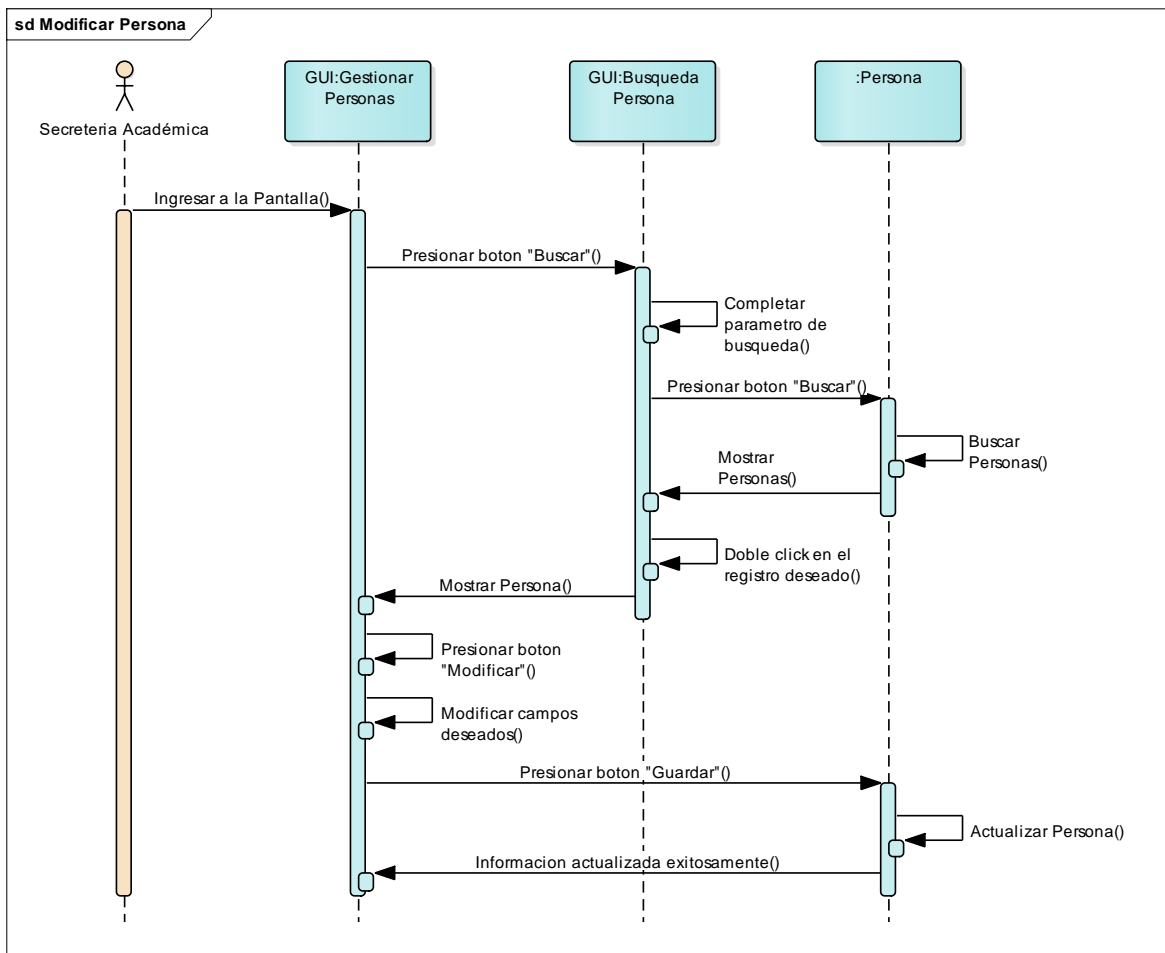 sd Modificar Persona
GUI:Gestionar
Personas
GUI:Busqueda
Persona
:Persona
Secreteria Académica
Ingresar a la Pantalla()
Presionar boton "Buscar"()
Completar
parametro de
busqueda()
Presionar boton "Buscar"()
Buscar
Personas()
Mostrar
Personas()
Doble click en el
registro deseado()
Mostrar Persona()
Presionar boton
"Modificar"()
Modificar campos
deseados()
Presionar boton "Guardar"()
Actualizar Persona()
Informacion actualizada exitosamente()